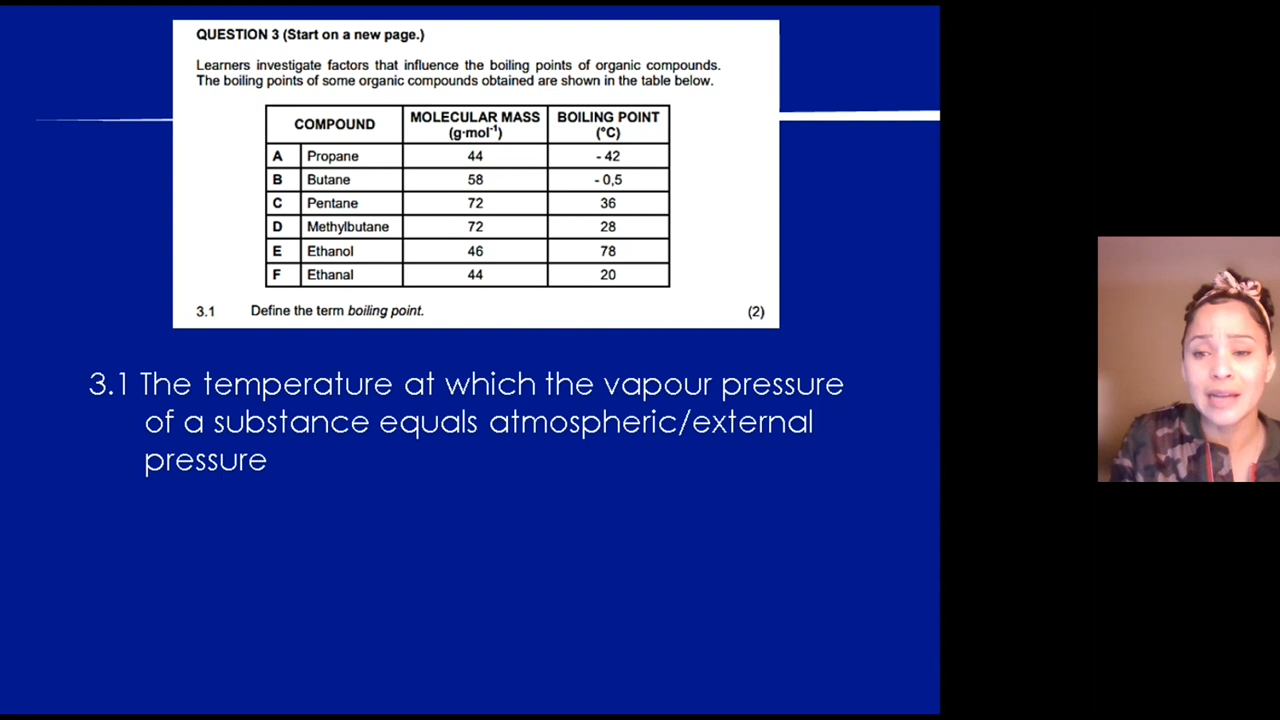 QUESTION 3 (Start on a new page.)
Learners investigate factors that influence the boiling points of organic compounds.
The boiling points of some organic compounds obtained are shown in the table below.
COMPOUND MOLECULAR MASS (g·mol⁻¹) BOILING POINT (°C)
A Propane 44 - 42
B Butane 58 - 0,5
C Pentane 72 36
D Methylbutane 72 28
E Ethanol 46 78
F Ethanal 44 20
3.1 Define the term boiling point. (2)
3.1 The temperature at which the vapour pressure
of a substance equals atmospheric/external
pressure